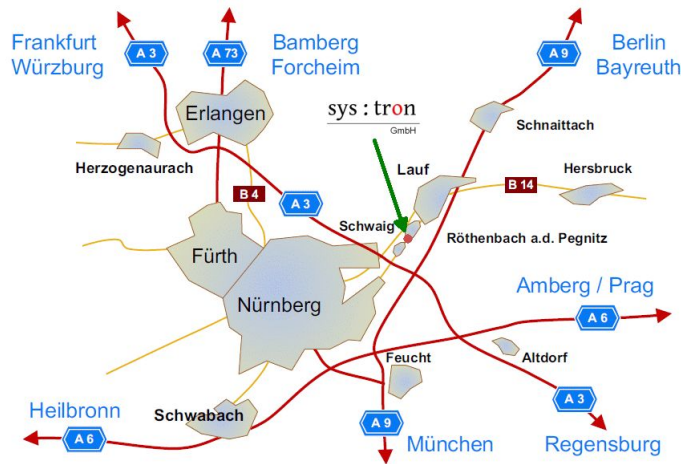 Frankfurt
Würzburg
A 3
A 73
Bamberg
Forcheim
A 9
Berlin
Bayreuth
sys : tron
GmbH
Erlangen
Schnaittach
Herzogenaurach
Lauf
Hersbruck
B 4
B 14
A 3
Schwaig
Röthenbach a.d. Pegnitz
Fürth
Nürnberg
Amberg / Prag
A 6
Feucht
Altdorf
Heilbronn
Schwabach
A 3
A 6
A 9
München
Regensburg